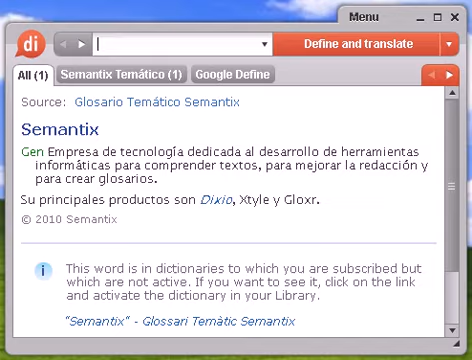 Menu
di
Define and translate
All (1)
Semantix Temático (1)
Google Define
Source: Glosario Temático Semantix
Semantix
Gen Empresa de tecnología dedicada al desarrollo de herramientas
informáticas para comprender textos, para mejorar la redacción y
para crear glosarios.
Su principales producos son Dixio, Xtyle y Gloxr.
© 2010 Semantix
i
This word is in dictionaries to which you are subscribed but
which are not active. If you want to see it, click on the link
and activate the dictionary in your Library.
"Semantix" - Glossari Temàtic Semantix